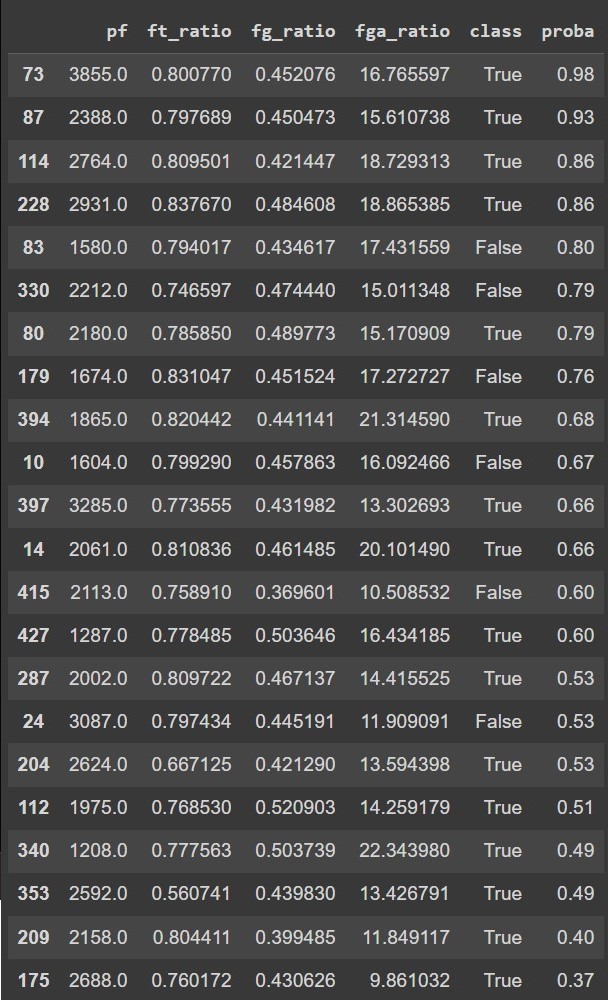 pf ft_ratio fg_ratio fga_ratio class proba
73 3855.0 0.800770 0.452076 16.765597 True 0.98
87 2388.0 0.797689 0.450473 15.610738 True 0.93
114 2764.0 0.809501 0.421447 18.729313 True 0.86
228 2931.0 0.837670 0.484608 18.865385 True 0.86
83 1580.0 0.794017 0.434617 17.431559 False 0.80
330 2212.0 0.746597 0.474440 15.011348 False 0.79
80 2180.0 0.785850 0.489773 15.170909 True 0.79
179 1674.0 0.831047 0.451524 17.272727 False 0.76
394 1865.0 0.820442 0.441141 21.314590 True 0.68
10 1604.0 0.799290 0.457863 16.092466 False 0.67
397 3285.0 0.773555 0.431982 13.302693 True 0.66
14 2061.0 0.810836 0.461485 20.101490 True 0.66
415 2113.0 0.758910 0.369601 10.508532 False 0.60
427 1287.0 0.778485 0.503646 16.434185 True 0.60
287 2002.0 0.809722 0.467137 14.415525 True 0.53
24 3087.0 0.797434 0.445191 11.909091 False 0.53
204 2624.0 0.667125 0.421290 13.594398 True 0.53
112 1975.0 0.768530 0.520903 14.259179 True 0.51
340 1208.0 0.777563 0.503739 22.343980 True 0.49
353 2592.0 0.560741 0.439830 13.426791 True 0.49
209 2158.0 0.804411 0.399485 11.849117 True 0.40
175 2688.0 0.760172 0.430626 9.861032 True 0.37